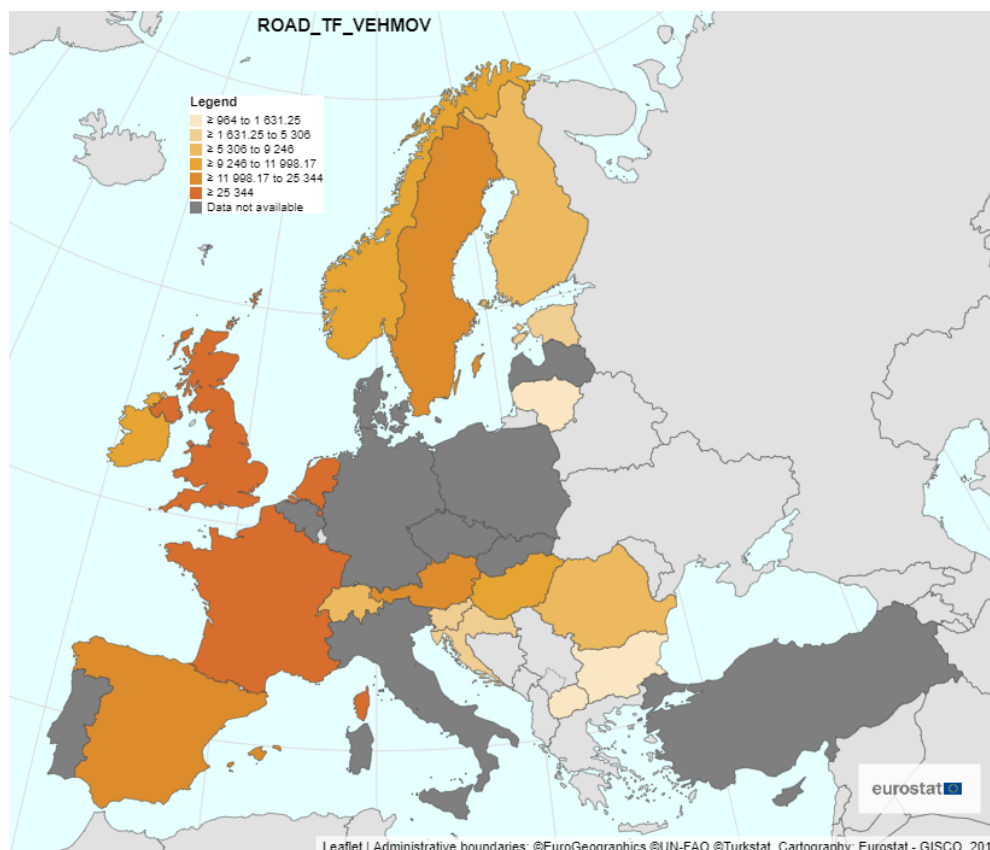 ROAD_TF_VEHMOV
Legend
≥ 964 to 1 631.25
≥ 1 631.25 to 5 306
≥ 5 306 to 9 246
≥ 9 246 to 11 998.17
≥ 11 998.17 to 25 344
≥ 25 344
Data not available
eurostat
Leaflet | Administrative boundaries: ©EuroGeographics ©UN-FAO ©Turkstat, Cartography: Eurostat - GISCO, 201